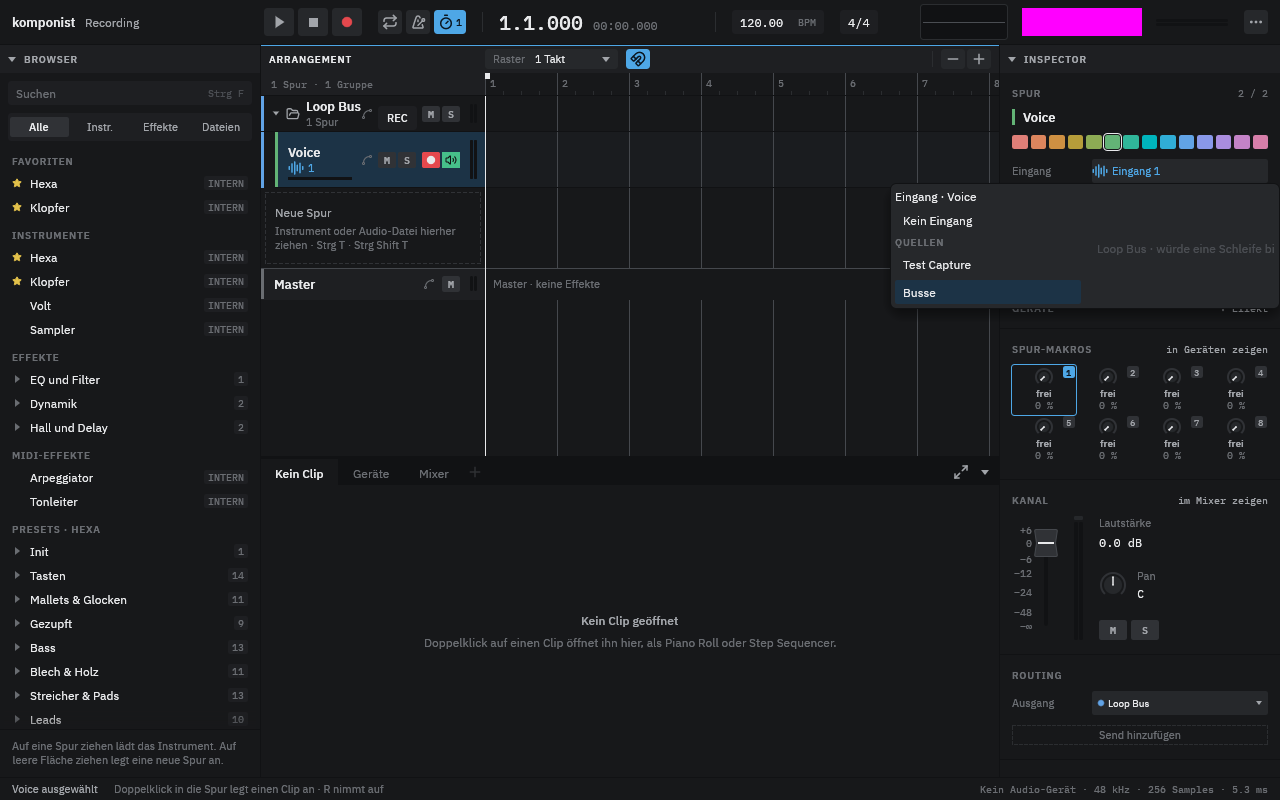 komponist Recording
1
1.1.000 00:00.000
120.00 BPM 4/4
BROWSER
Suchen Strg F
Alle Instr. Effekte Dateien
FAVORITEN
Hexa INTERN
Klopfer INTERN
INSTRUMENTE
Hexa INTERN
Klopfer INTERN
Volt INTERN
Sampler INTERN
EFFEKTE
EQ und Filter 1
Dynamik 2
Hall und Delay 2
MIDI-EFFEKTE
Arpeggiator INTERN
Tonleiter INTERN
PRESETS · HEXA
Init 1
Tasten 14
Mallets & Glocken 11
Gezupft 9
Bass 13
Blech & Holz 11
Streicher & Pads 13
Leads 10
Auf eine Spur ziehen lädt das Instrument. Auf
leere Fläche ziehen legt eine neue Spur an.
ARRANGEMENT
Raster 1 Takt
1 Spur · 1 Gruppe
1 2 3 4 5 6 7 8
Loop Bus
1 Spur
REC M S
Voice
1
M S
Neue Spur
Instrument oder Audio-Datei hierher
ziehen · Strg T · Strg Shift T
Master M
Master · keine Effekte
Kein Clip Geräte Mixer
Kein Clip geöffnet
Doppelklick auf einen Clip öffnet ihn hier, als Piano Roll oder Step Sequencer.
INSPECTOR
SPUR 2 / 2
Voice
Eingang Eingang 1
Eingang · Voice
Kein Eingang
QUELLEN
Loop Bus · würde eine Schleife bi
Test Capture
Busse
GERÄTE + Effekt
SPUR-MAKROS in Geräten zeigen
1 2 3 4
frei frei frei frei
0 % 0 % 0 % 0 %
5 6 7 8
frei frei frei frei
0 % 0 % 0 % 0 %
KANAL im Mixer zeigen
+6
0
−6
−12
−24
−48
−∞
Lautstärke
0.0 dB
Pan
C
M S
ROUTING
Ausgang Loop Bus
Send hinzufügen
Voice ausgewählt Doppelklick in die Spur legt einen Clip an · R nimmt auf
Kein Audio-Gerät · 48 kHz · 256 Samples · 5.3 ms